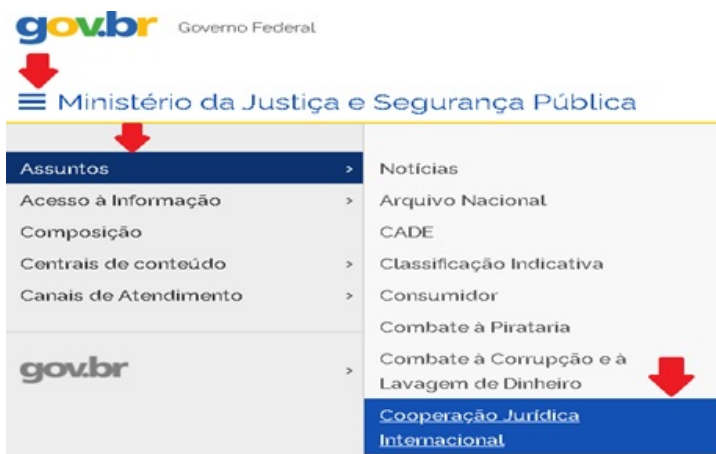 gov.br Governo Federal
Ministério da Justiça e Segurança Pública
Assuntos >
Acesso à Informação >
Composição
Centrais de conteúdo >
Canais de Atendimento >
gov.br >
Notícias
Arquivo Nacional
CADE
Classificação Indicativa
Consumidor
Combate à Pirataria
Combate à Corrupção e à
Lavagem de Dinheiro
Cooperação Jurídica
Internacional